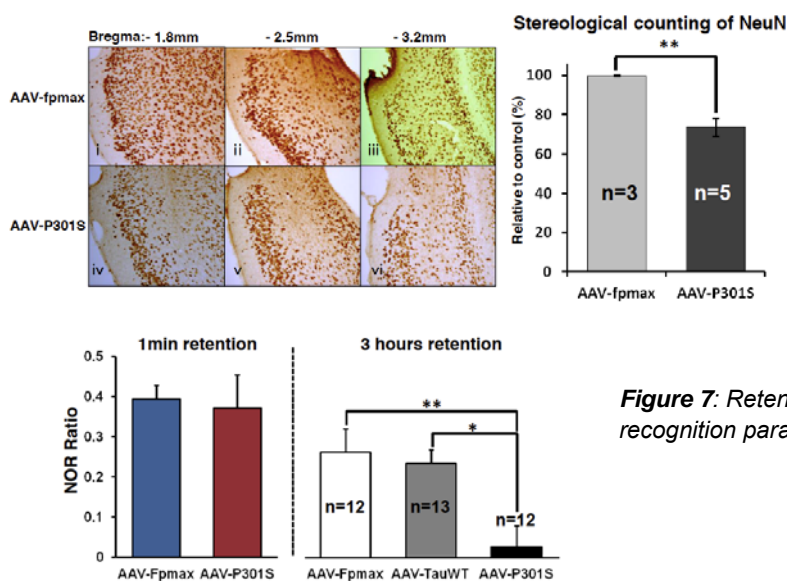 Bregma:- 1.8mm - 2.5mm - 3.2mm
AAV-fpmax
i
ii
iii
AAV-P301S
iv
v
vi
Stereological counting of NeuN
**
Relative to control (%)
100
80
60
40
20
0
n=3
n=5
AAV-fpmax AAV-P301S
1min retention
3 hours retention
NOR Ratio
0.5
0.4
0.3
0.2
0.1
0
**
*
n=12
n=13
n=12
AAV-Fpmax AAV-P301S
AAV-Fpmax AAV-TauWT AAV-P301S
Figure 7: Reten
recognition para